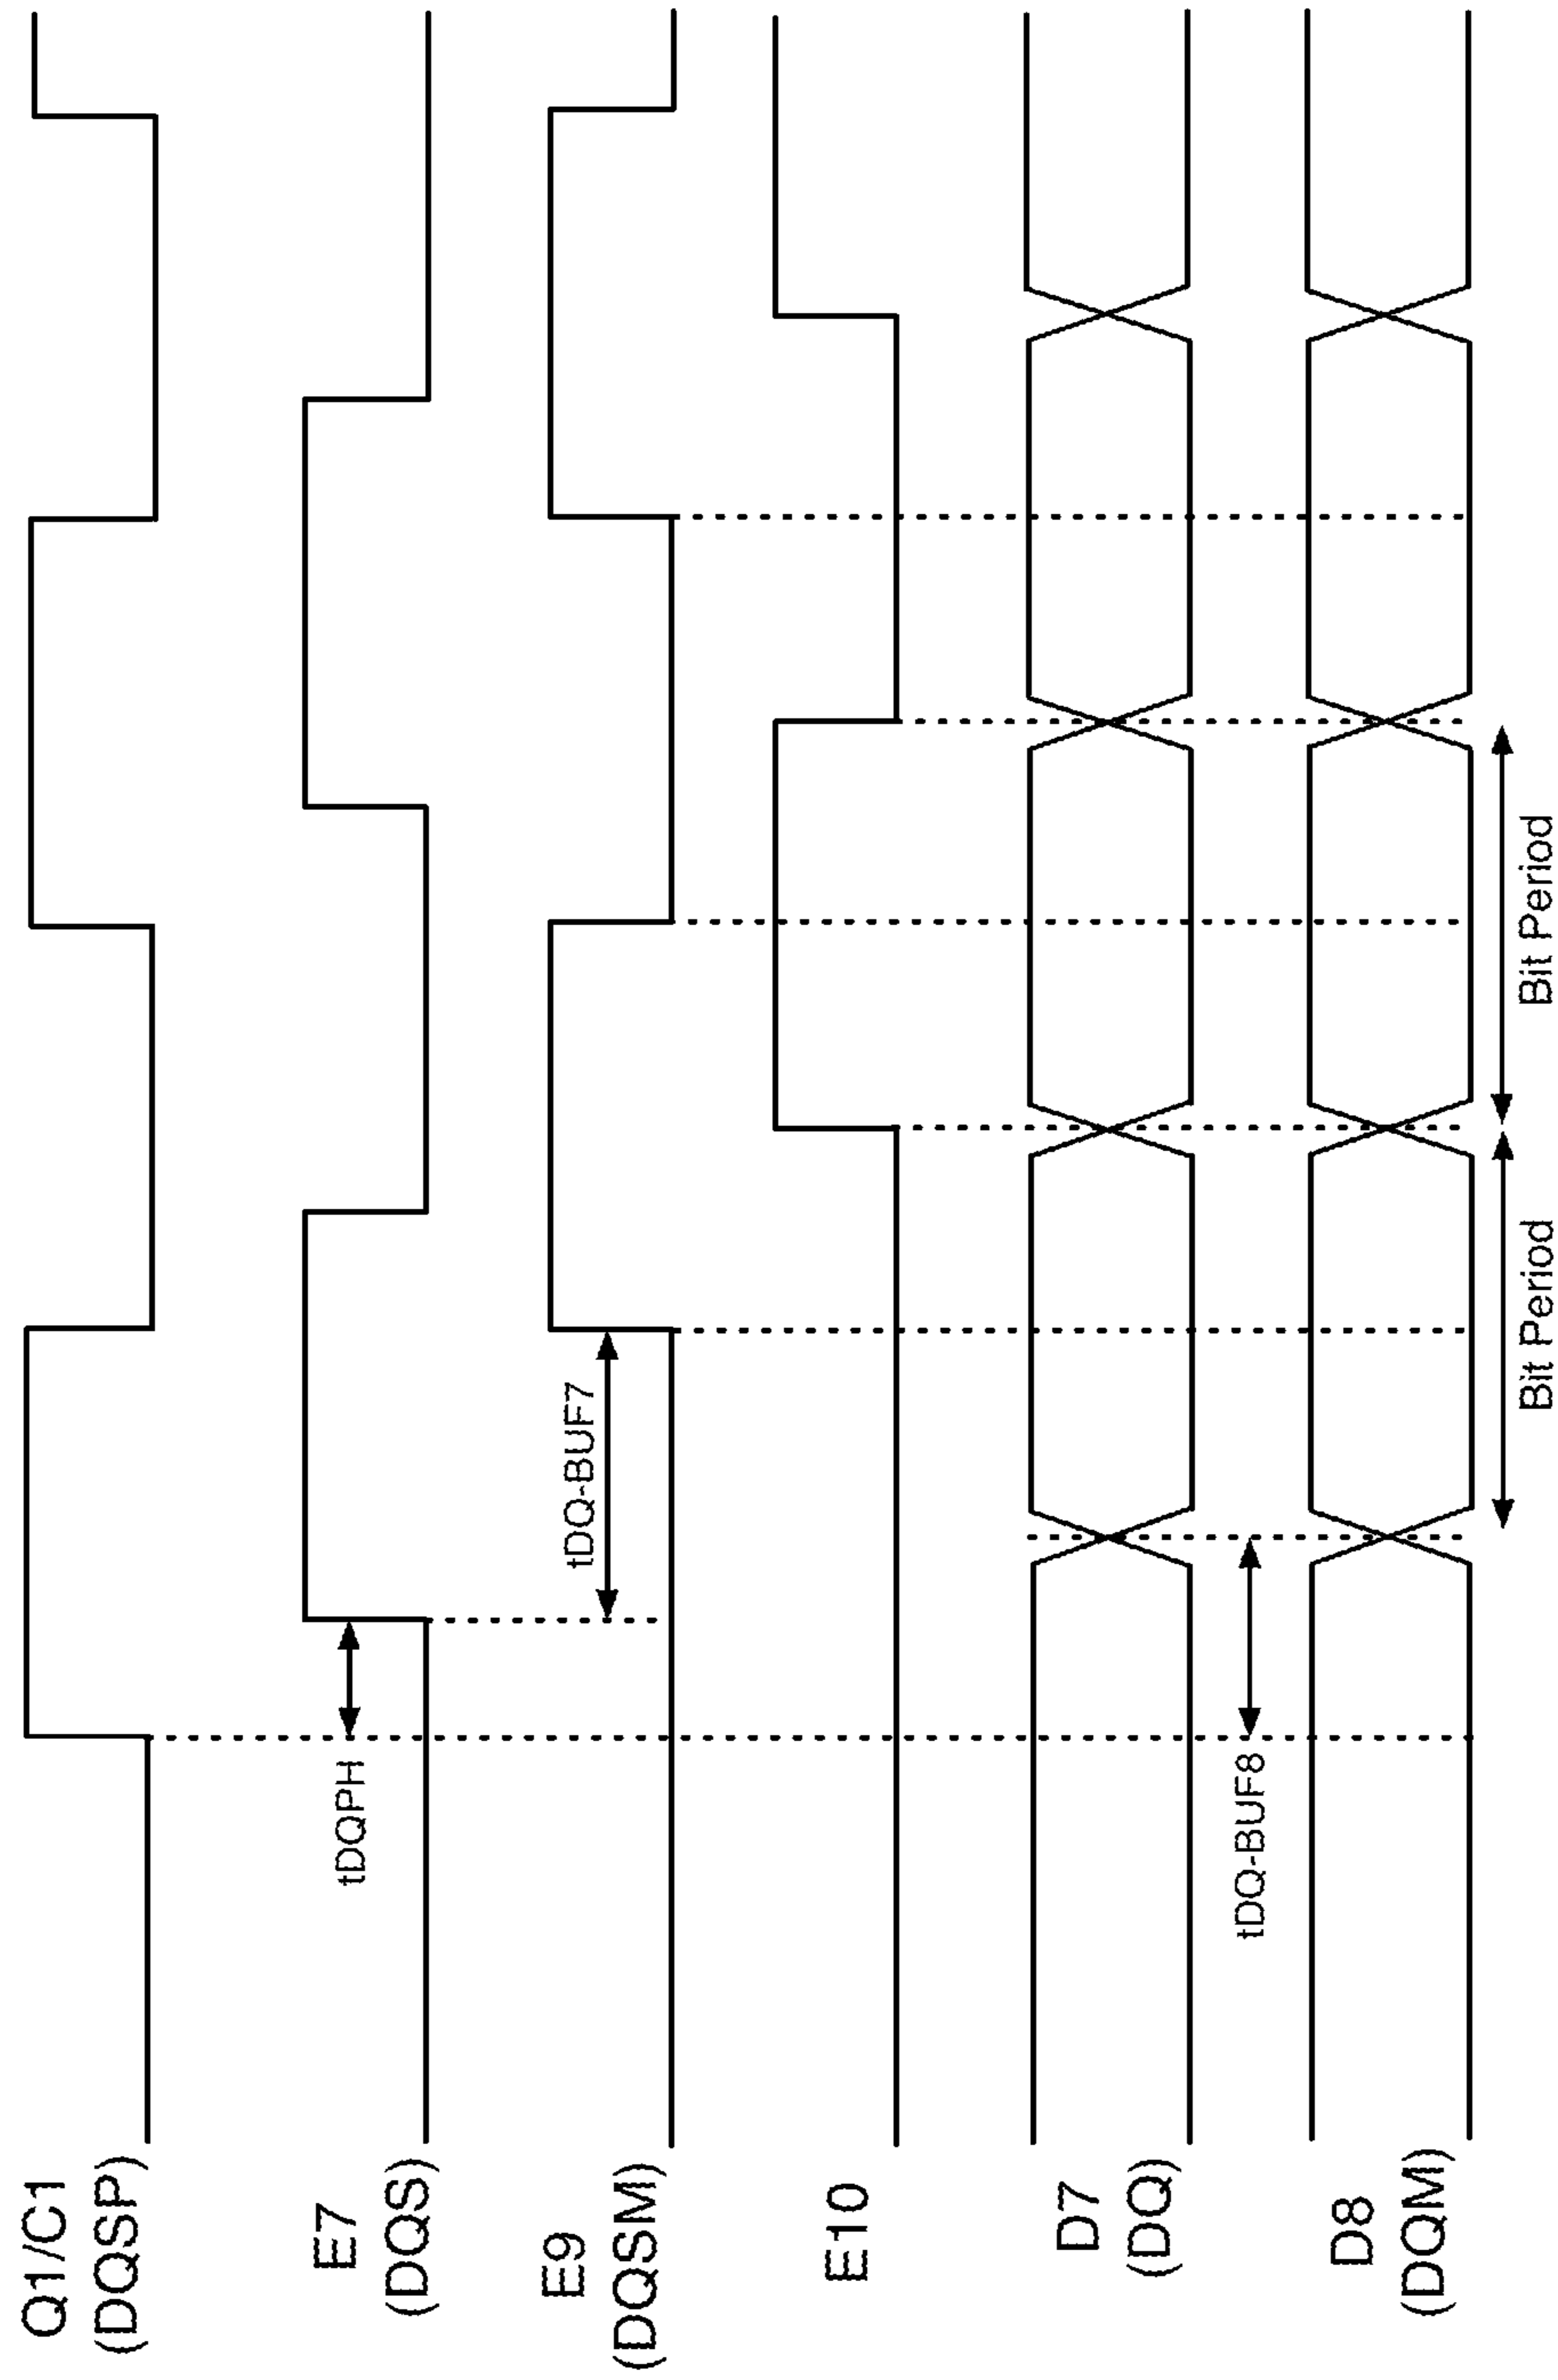 Q1/C1
(DQSP)
E7
(DQS)
tDQPH
E9
(DQSM)
tDQ-BUF7
E10
D7
(DQ)
tDQ-BUF8
D8
(DQM)
Bit Period
Bit Period